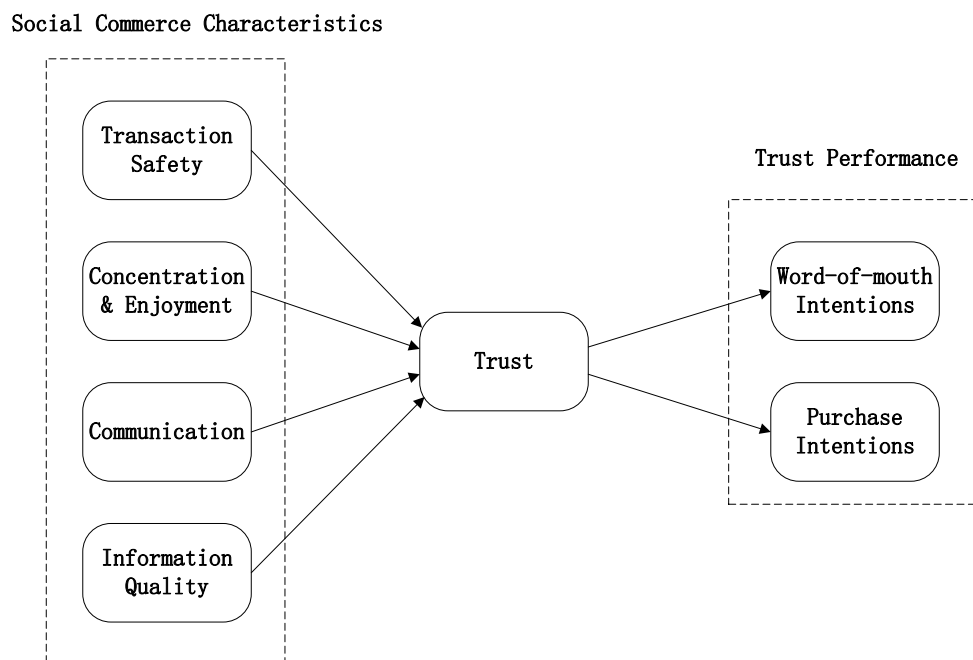 Social Commerce Characteristics
Transaction
Safety
Concentration
& Enjoyment
Communication
Information
Quality
Trust
Trust Performance
Word-of-mouth
Intentions
Purchase
Intentions